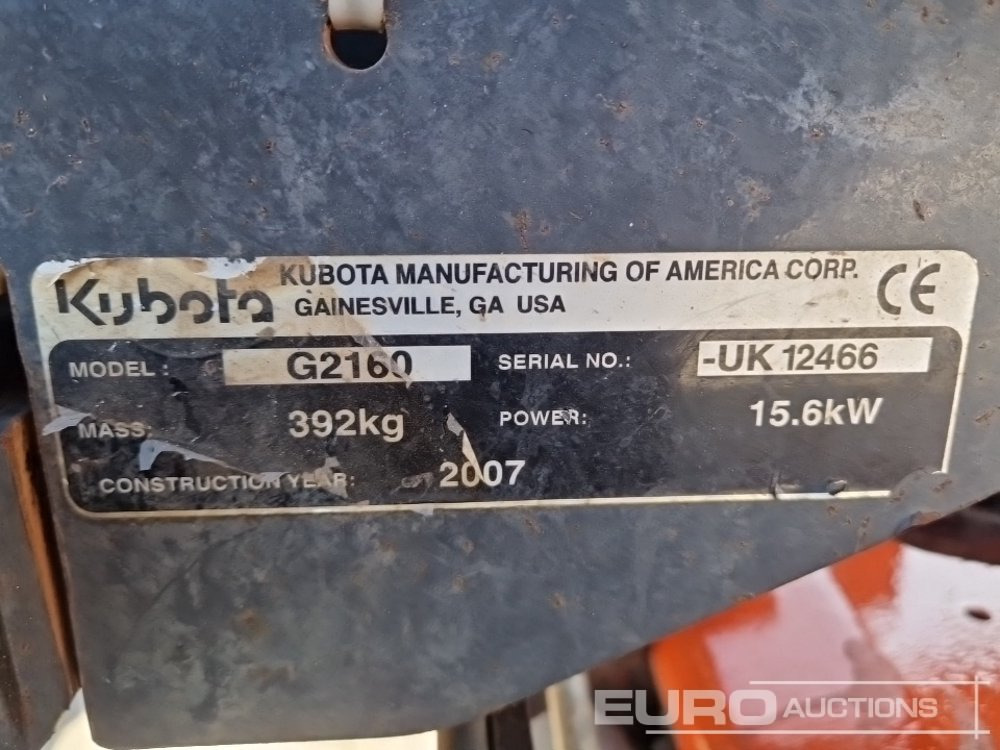 Kubota
KUBOTA MANUFACTURING OF AMERICA CORP.
GAINESVILLE, GA USA
CE
MODEL : G2160 SERIAL NO.: -UK 12466
MASS: 392kg POWER: 15.6kW
CONSTRUCTION YEAR: 2007
EURO AUCTIONS